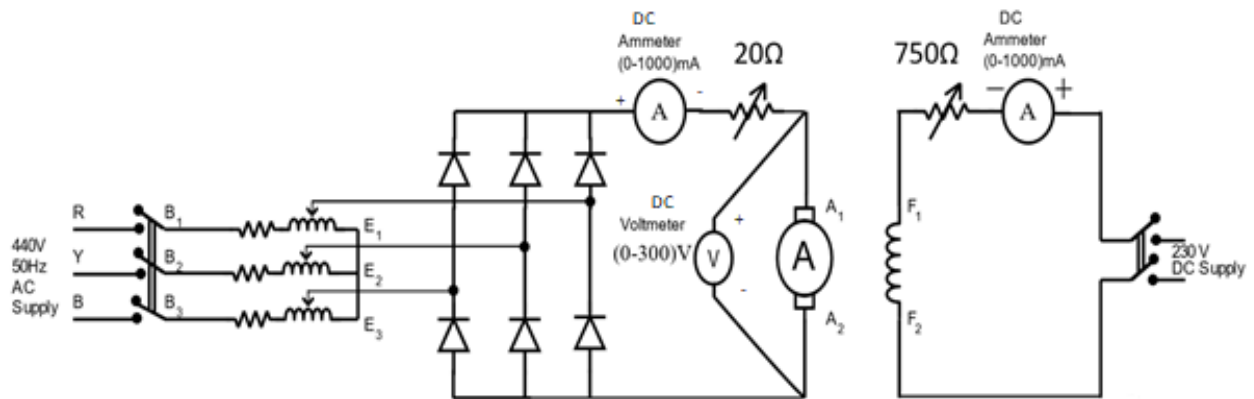 DC
Ammeter
(0-1000)mA
20Ω
+
-
A
750Ω
DC
Ammeter
(0-1000)mA
−
+
A
R
Y
B
440V
50Hz
AC
Supply
B1
B2
B3
E1
E2
E3
DC
Voltmeter
(0-300)V
+
V
-
A1
A
A2
F1
F2
230 V
DC Supply